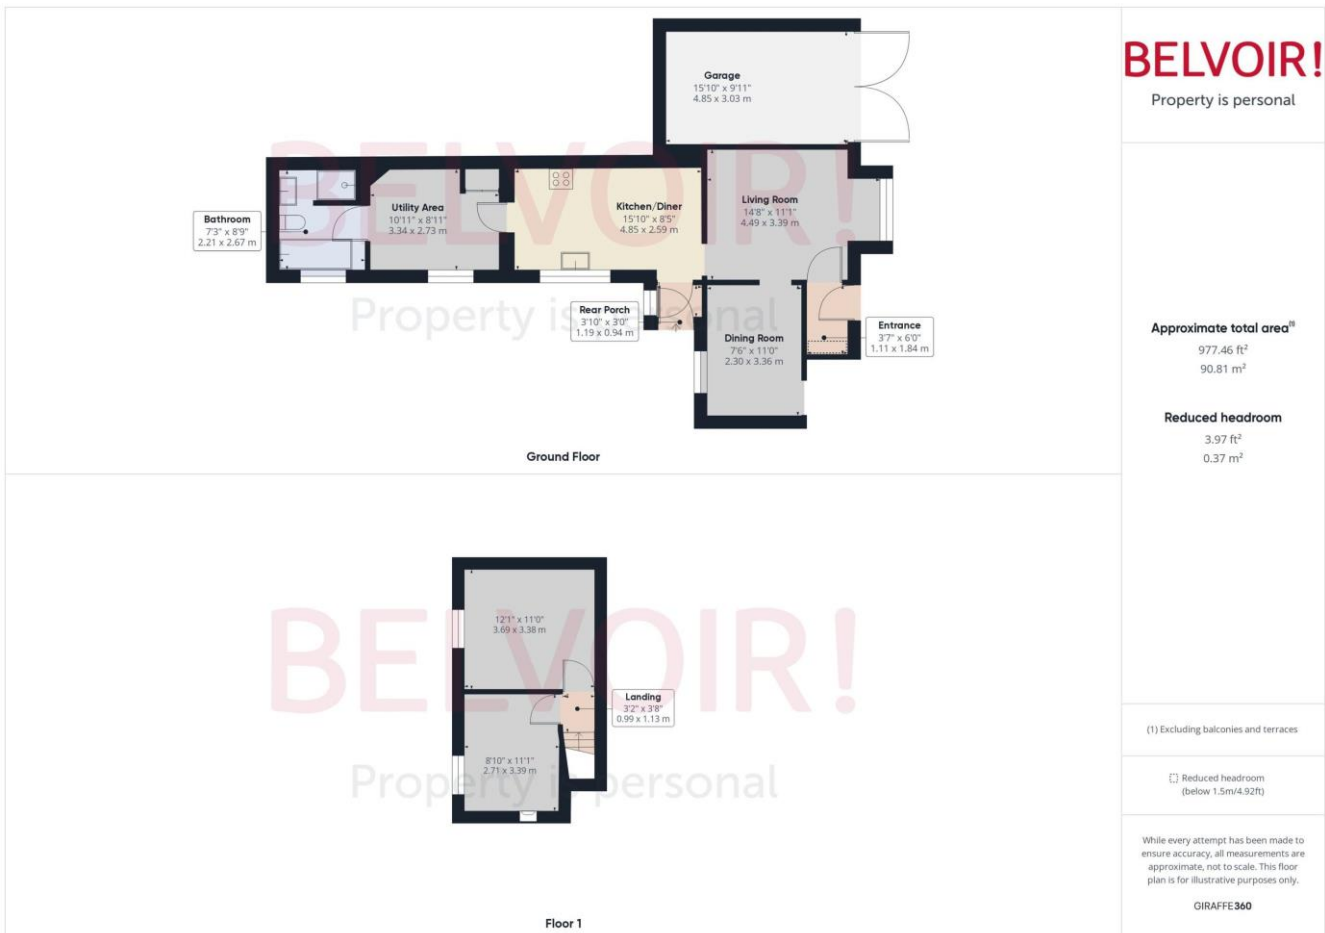 Garage
15'10" x 9'11"
4.85 x 3.03 m
Living Room
14'8" x 11'1"
4.49 x 3.39 m
Kitchen/Diner
15'10" x 8'5"
4.85 x 2.59 m
Utility Area
10'11" x 8'11"
3.34 x 2.73 m
Bathroom
7'3" x 8'9"
2.21 x 2.67 m
Rear Porch
3'10" x 3'0"
1.19 x 0.94 m
Dining Room
7'6" x 11'0"
2.30 x 3.36 m
Entrance
3'7" x 6'0"
1.11 x 1.84 m
BELVOIR!
Property is personal
Ground Floor
12'1" x 11'0"
3.69 x 3.38 m
Landing
3'2" x 3'8"
0.99 x 1.13 m
8'10" x 11'1"
2.71 x 3.39 m
BELVOIR!
Property is personal
Floor 1
BELVOIR!
Property is personal
Approximate total area(1)
977.46 ft²
90.81 m²
Reduced headroom
3.97 ft²
0.37 m²
(1) Excluding balconies and terraces
Reduced headroom
(below 1.5m/4.92ft)
While every attempt has been made to
ensure accuracy, all measurements are
approximate, not to scale. This floor
plan is for illustrative purposes only.
GIRAFFE360